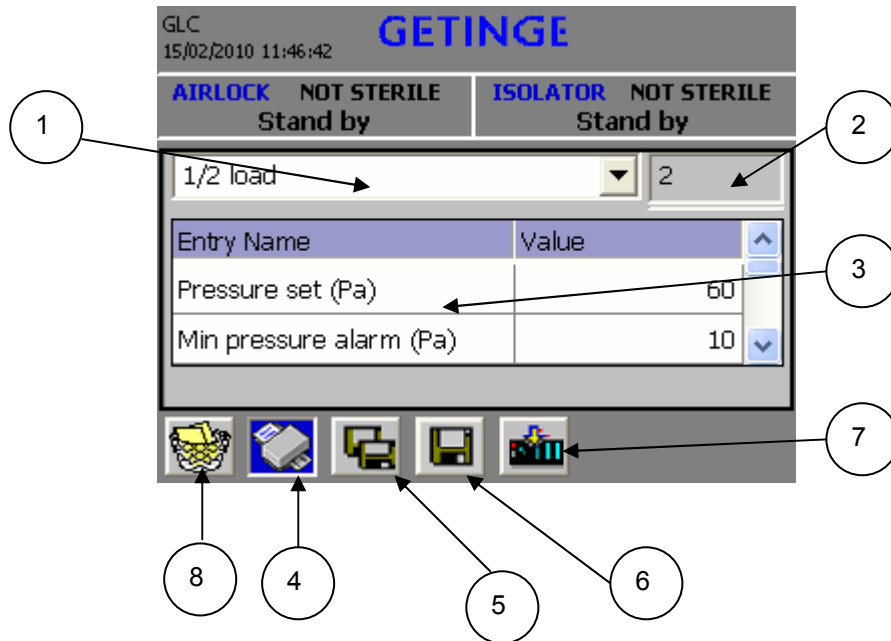 GLC
15/02/2010 11:46:42
GETINGE
AIRLOCK NOT STERILE
Stand by
ISOLATOR NOT STERILE
Stand by
1
2
1/2 load
2
Entry Name Value
3
Pressure set (Pa) 60
Min pressure alarm (Pa) 10
7
8
4
5
6